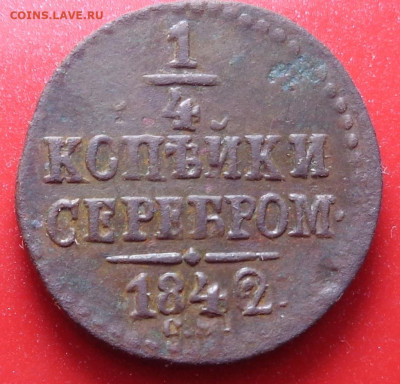 COINS.LAVE.RU
1
4
КОПѢЙКИ
СЕРЕБРОМ.
1842.